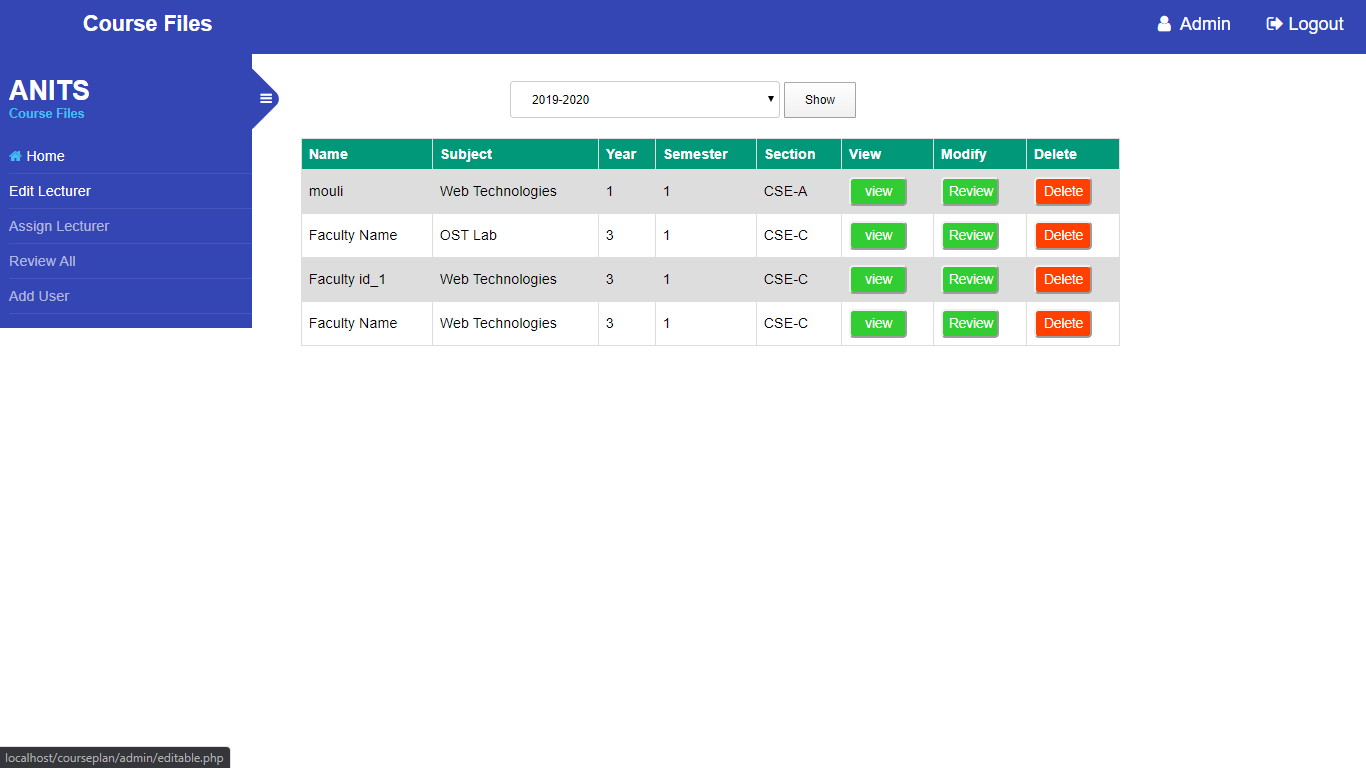 Course Files Admin Logout
ANITS
Course Files
Home
Edit Lecturer
Assign Lecturer
Review All
Add User
2019-2020 Show
Name Subject Year Semester Section View Modify Delete
mouli Web Technologies 1 1 CSE-A view Review Delete
Faculty Name OST Lab 3 1 CSE-C view Review Delete
Faculty id_1 Web Technologies 3 1 CSE-C view Review Delete
Faculty Name Web Technologies 3 1 CSE-C view Review Delete
localhost/courseplan/admin/editable.php